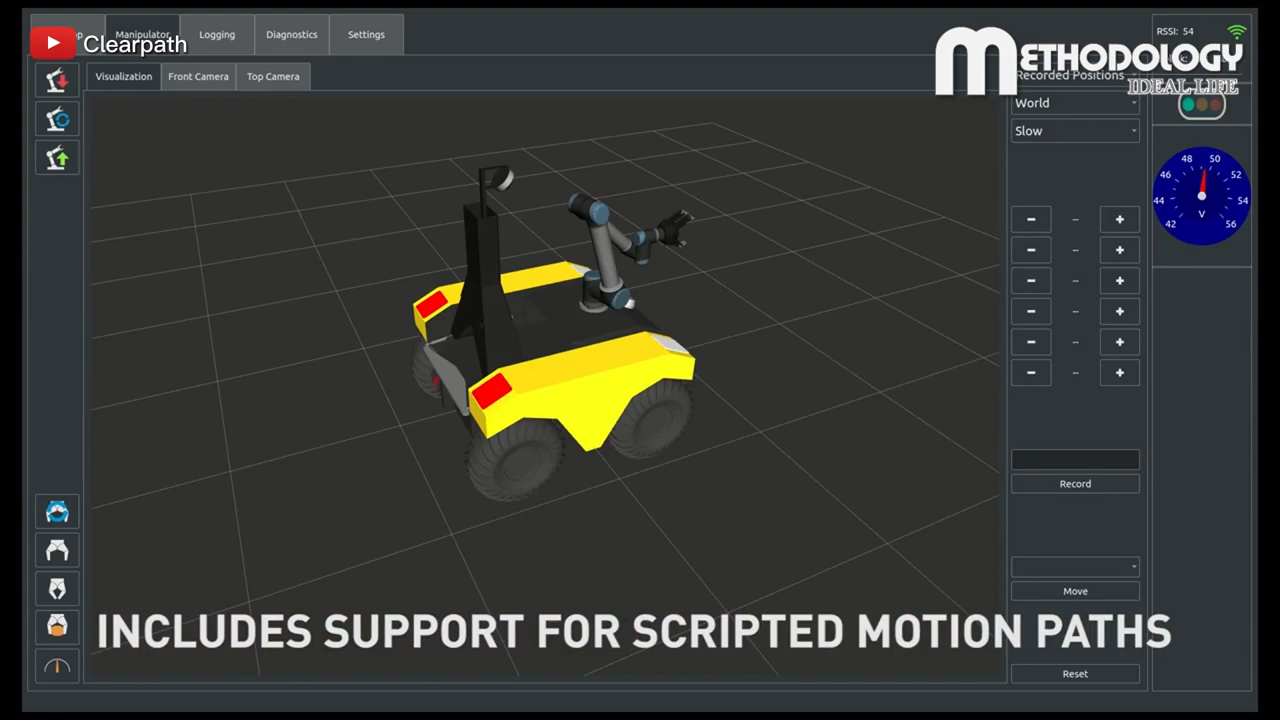 Manipulator
Logging
Diagnostics
Settings
Clearpath
METHODOLOGY
IDEAL LIFE
RSSI: 54
Visualization
Front Camera
Top Camera
Recorded Positions
World
Slow
42 44 46 48 50 52 54 56
V
- -- +
- -- +
- -- +
- -- +
- -- +
- -- +
Record
Move
INCLUDES SUPPORT FOR SCRIPTED MOTION PATHS
Reset